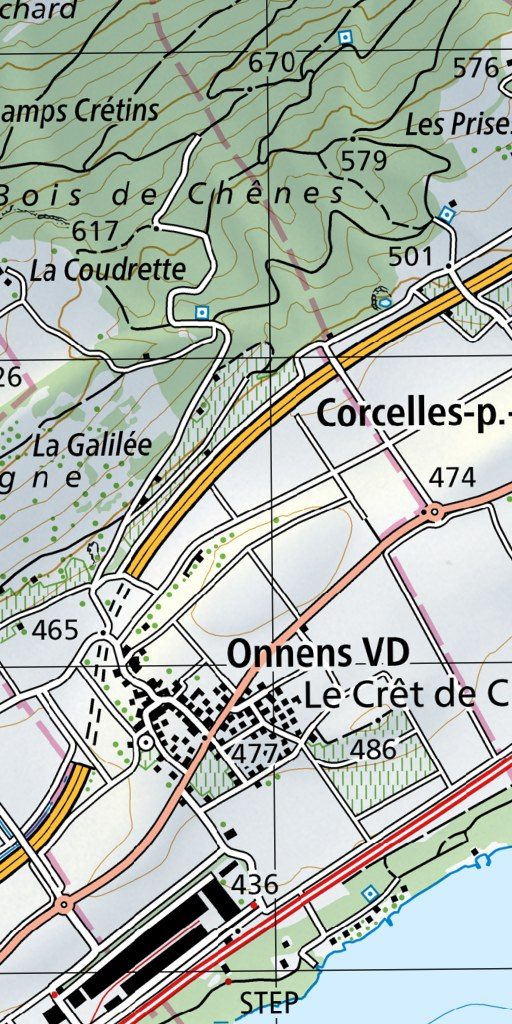 chard
670
576
amps Crétins
Les Prise
579
Bois de Chênes
617
501
La Coudrette
26
Corcelles-p.-
La Galilée
gne
474
465
Onnens VD
Le Crêt de C
477
486
436
STEP